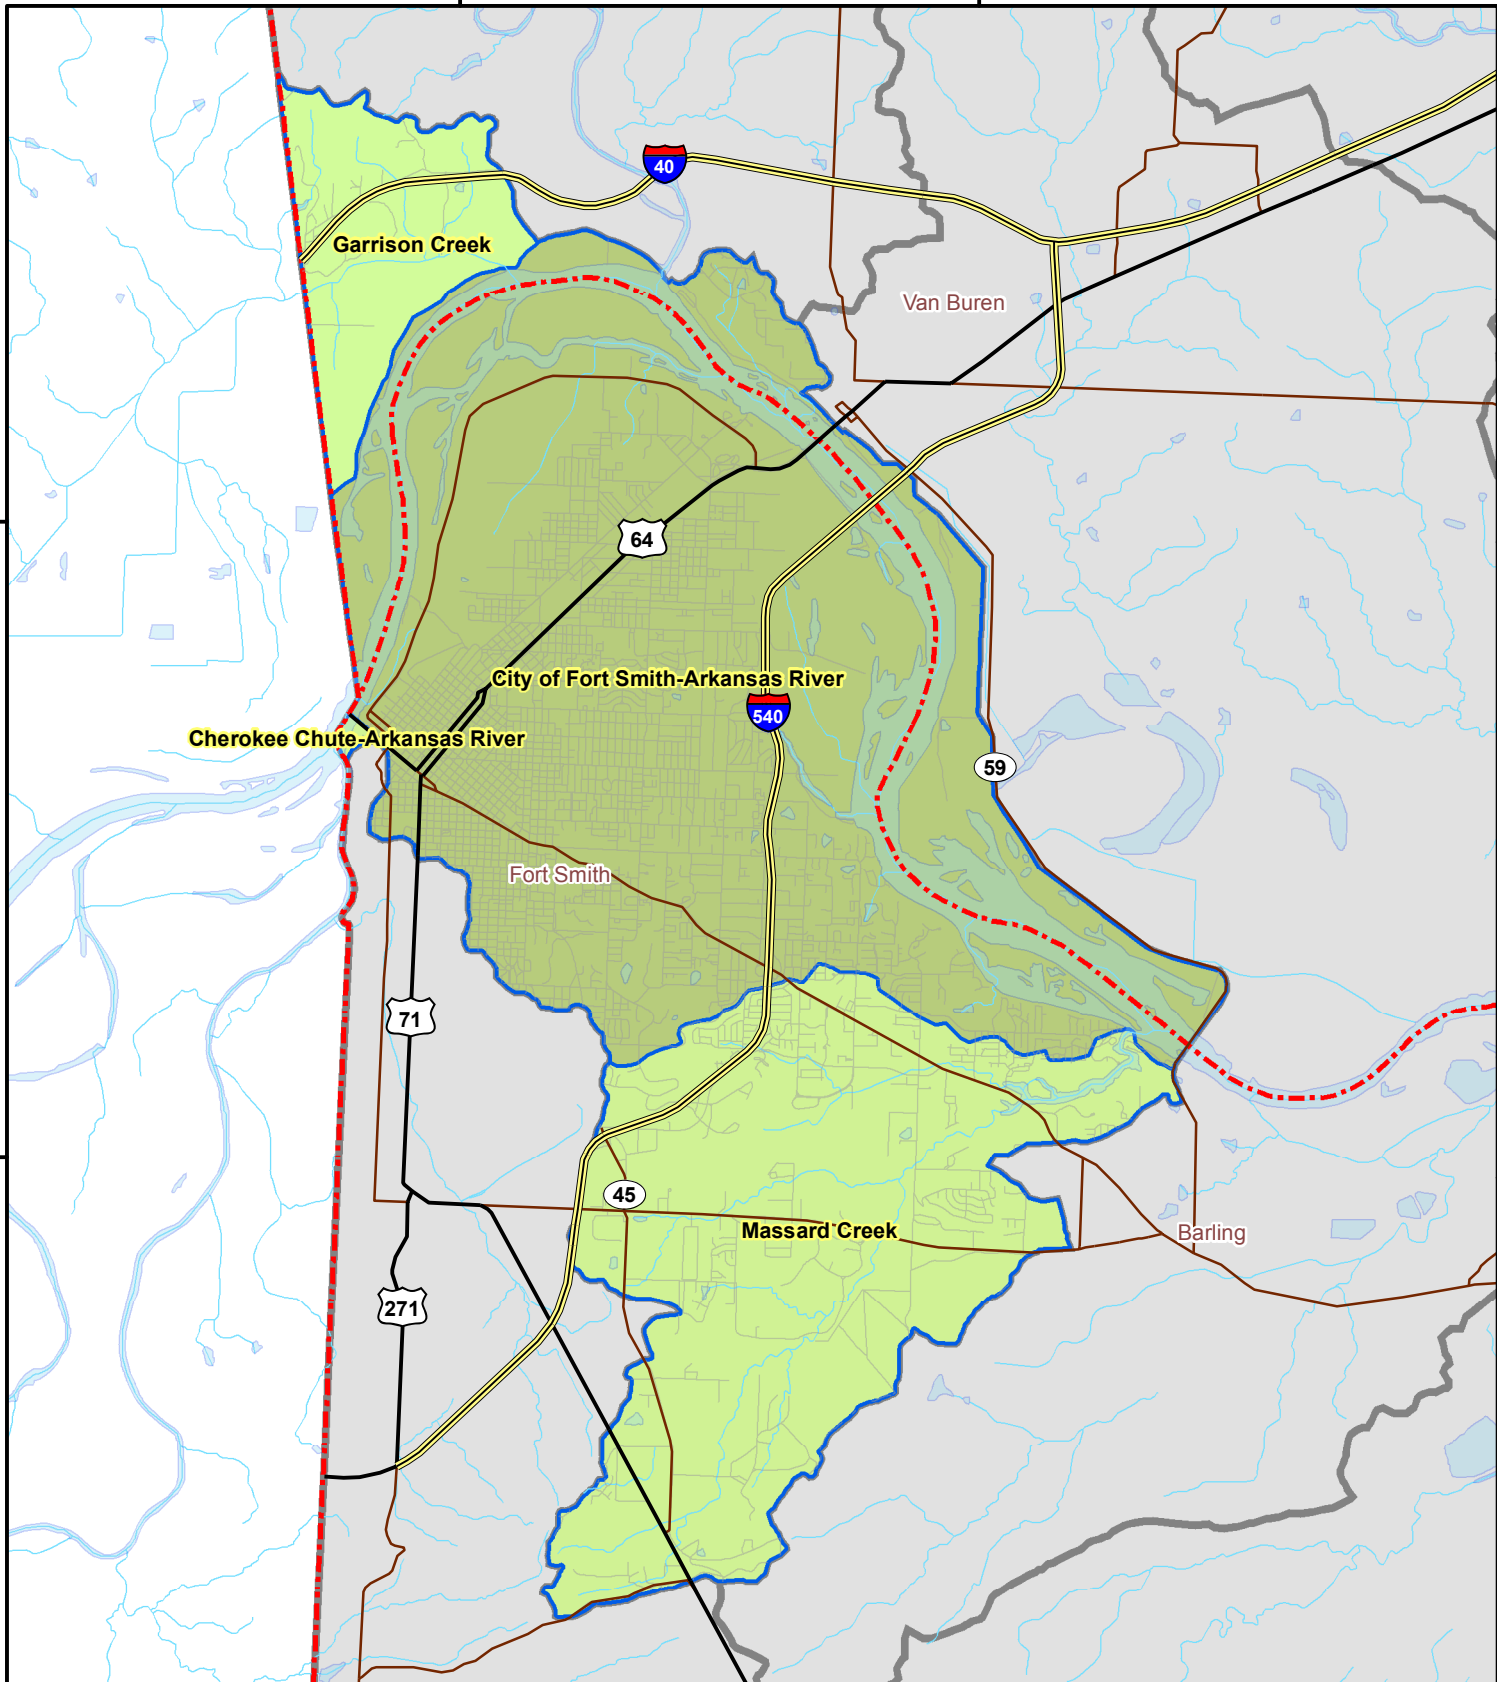 40
Garrison Creek
Van Buren
64
City of Fort Smith-Arkansas River
540
Cherokee Chute-Arkansas River
59
Fort Smith
71
45
Massard Creek
Barling
271